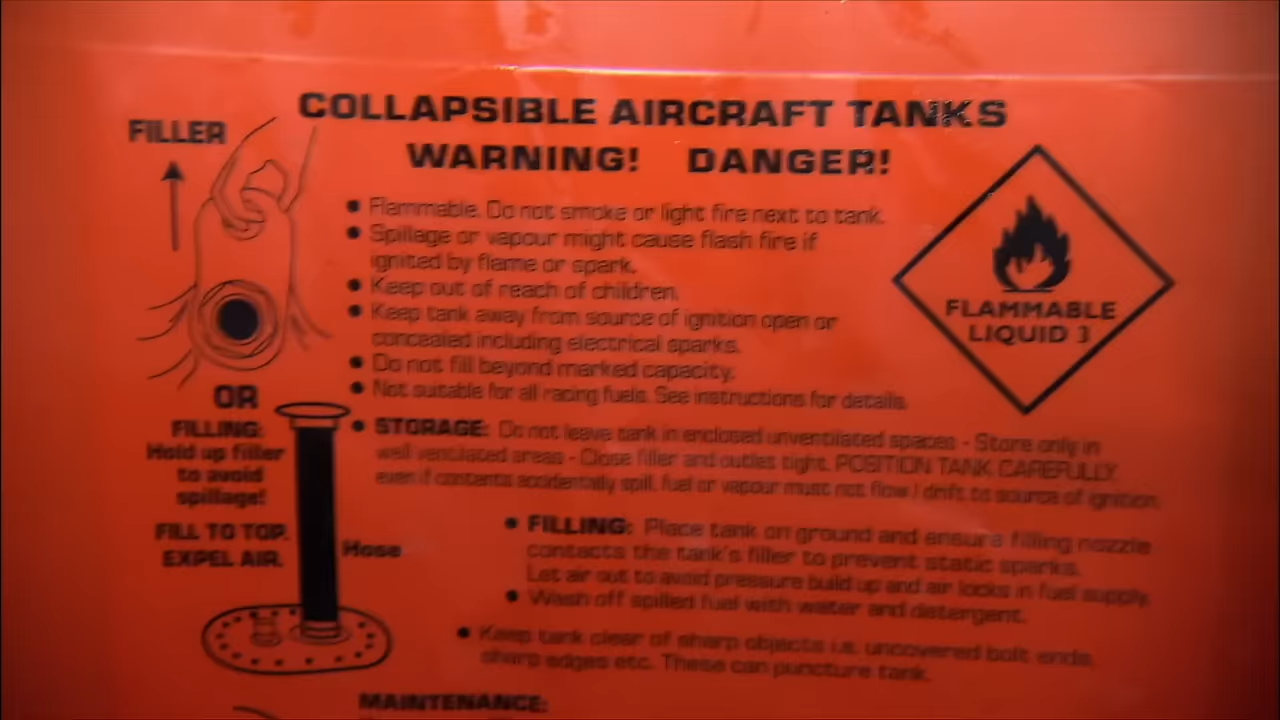 COLLAPSIBLE AIRCRAFT TANKS
WARNING! DANGER!
FILLER
• Flammable. Do not smoke or light fire next to tank.
• Spillage or vapour might cause flash fire if
ignited by flame or spark.
• Keep out of reach of children.
• Keep tank away from source of ignition open or
concealed including electrical sparks.
• Do not fill beyond marked capacity.
• Not suitable for all racing fuels. See instructions for details.
FLAMMABLE
LIQUID 3
OR
FILLING:
Hold up filler
to avoid
spillage!
FILL TO TOP.
EXPEL AIR.
Hose
• STORAGE: Do not leave tank in enclosed unventilated spaces - Store only in
well ventilated areas - Close filler and outlets tight. POSITION TANK CAREFULLY
even if contents accidentally spill, fuel or vapour must not flow / drift to source of ignition.
• FILLING: Place tank on ground and ensure filling nozzle
contacts the tank's filler to prevent static sparks.
Let air out to avoid pressure build up and air locks in fuel supply.
• Wash off spilled fuel with water and detergent.
• Keep tank clear of sharp objects i.e. uncovered bolt ends,
sharp edges etc. These can puncture tank.
MAINTENANCE: